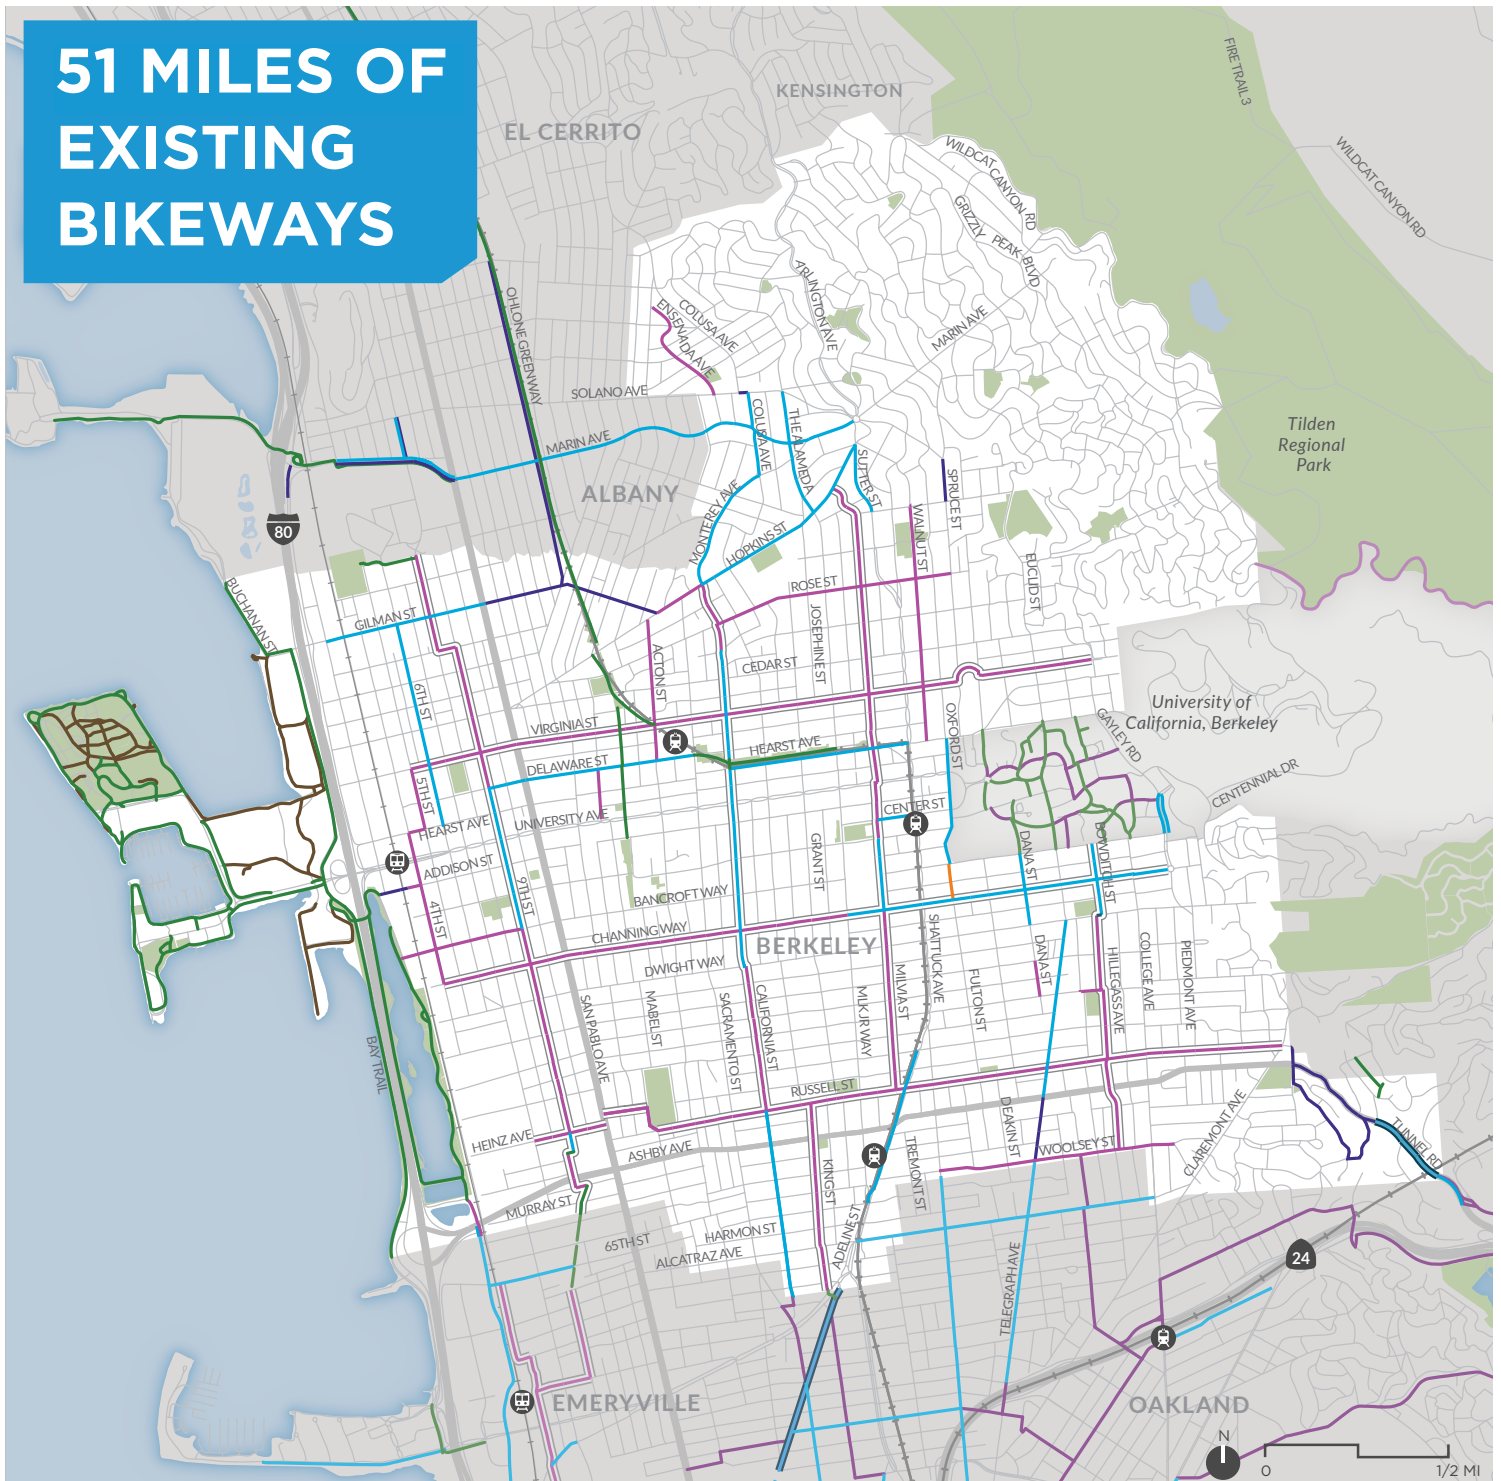 51 MILES OF
EXISTING
BIKEWAYS
KENSINGTON
EL CERRITO
FIRE TRAIL 3
WILDCAT CANYON RD
WILDCAT CANYON RD
GRIZZLY PEAK BLVD
ARLINGTON AVE
MARIN AVE
COLUSA AVE
ENSENADA AVE
OHLONE GREENWAY
SOLANO AVE
MARIN AVE
COLUSA AVE
THE ALAMEDA
SUTTER ST
Tilden
Regional
Park
ALBANY
MONTEREY AVE
HOPKINS ST
WALNUT ST
SPRUCE ST
EUCLID ST
80
BUCHANAN ST
GILMAN ST
ROSE ST
JOSEPHINE ST
ACTON ST
CEDAR ST
6TH ST
VIRGINIA ST
OXFORD ST
University of
California, Berkeley
GAYLEY RD
CENTENNIAL DR
HEARST AVE
DELAWARE ST
5TH ST
HEARST AVE
UNIVERSITY AVE
CENTER ST
ADDISON ST
GRANT ST
DANA ST
BOWDITCH ST
4TH ST
9TH ST
BANCROFT WAY
CHANNING WAY
BERKELEY
DWIGHT WAY
SHATTUCK AVE
DANA ST
HILLEGASS AVE
COLLEGE AVE
PIEDMONT AVE
SAN PABLO AVE
MABEL ST
SACRAMENTO ST
CALIFORNIA ST
MLK JR WAY
MILVIA ST
FULTON ST
BAY TRAIL
RUSSELL ST
HEINZ AVE
ASHBY AVE
DEAKIN ST
WOOLSEY ST
CLAREMONT AVE
TUNNEL RD
KING ST
TREMONT ST
MURRAY ST
65TH ST
HARMON ST
ALCATRAZ AVE
ADELINE ST
TELEGRAPH AVE
24
EMERYVILLE
OAKLAND
N
0
1/2 MI